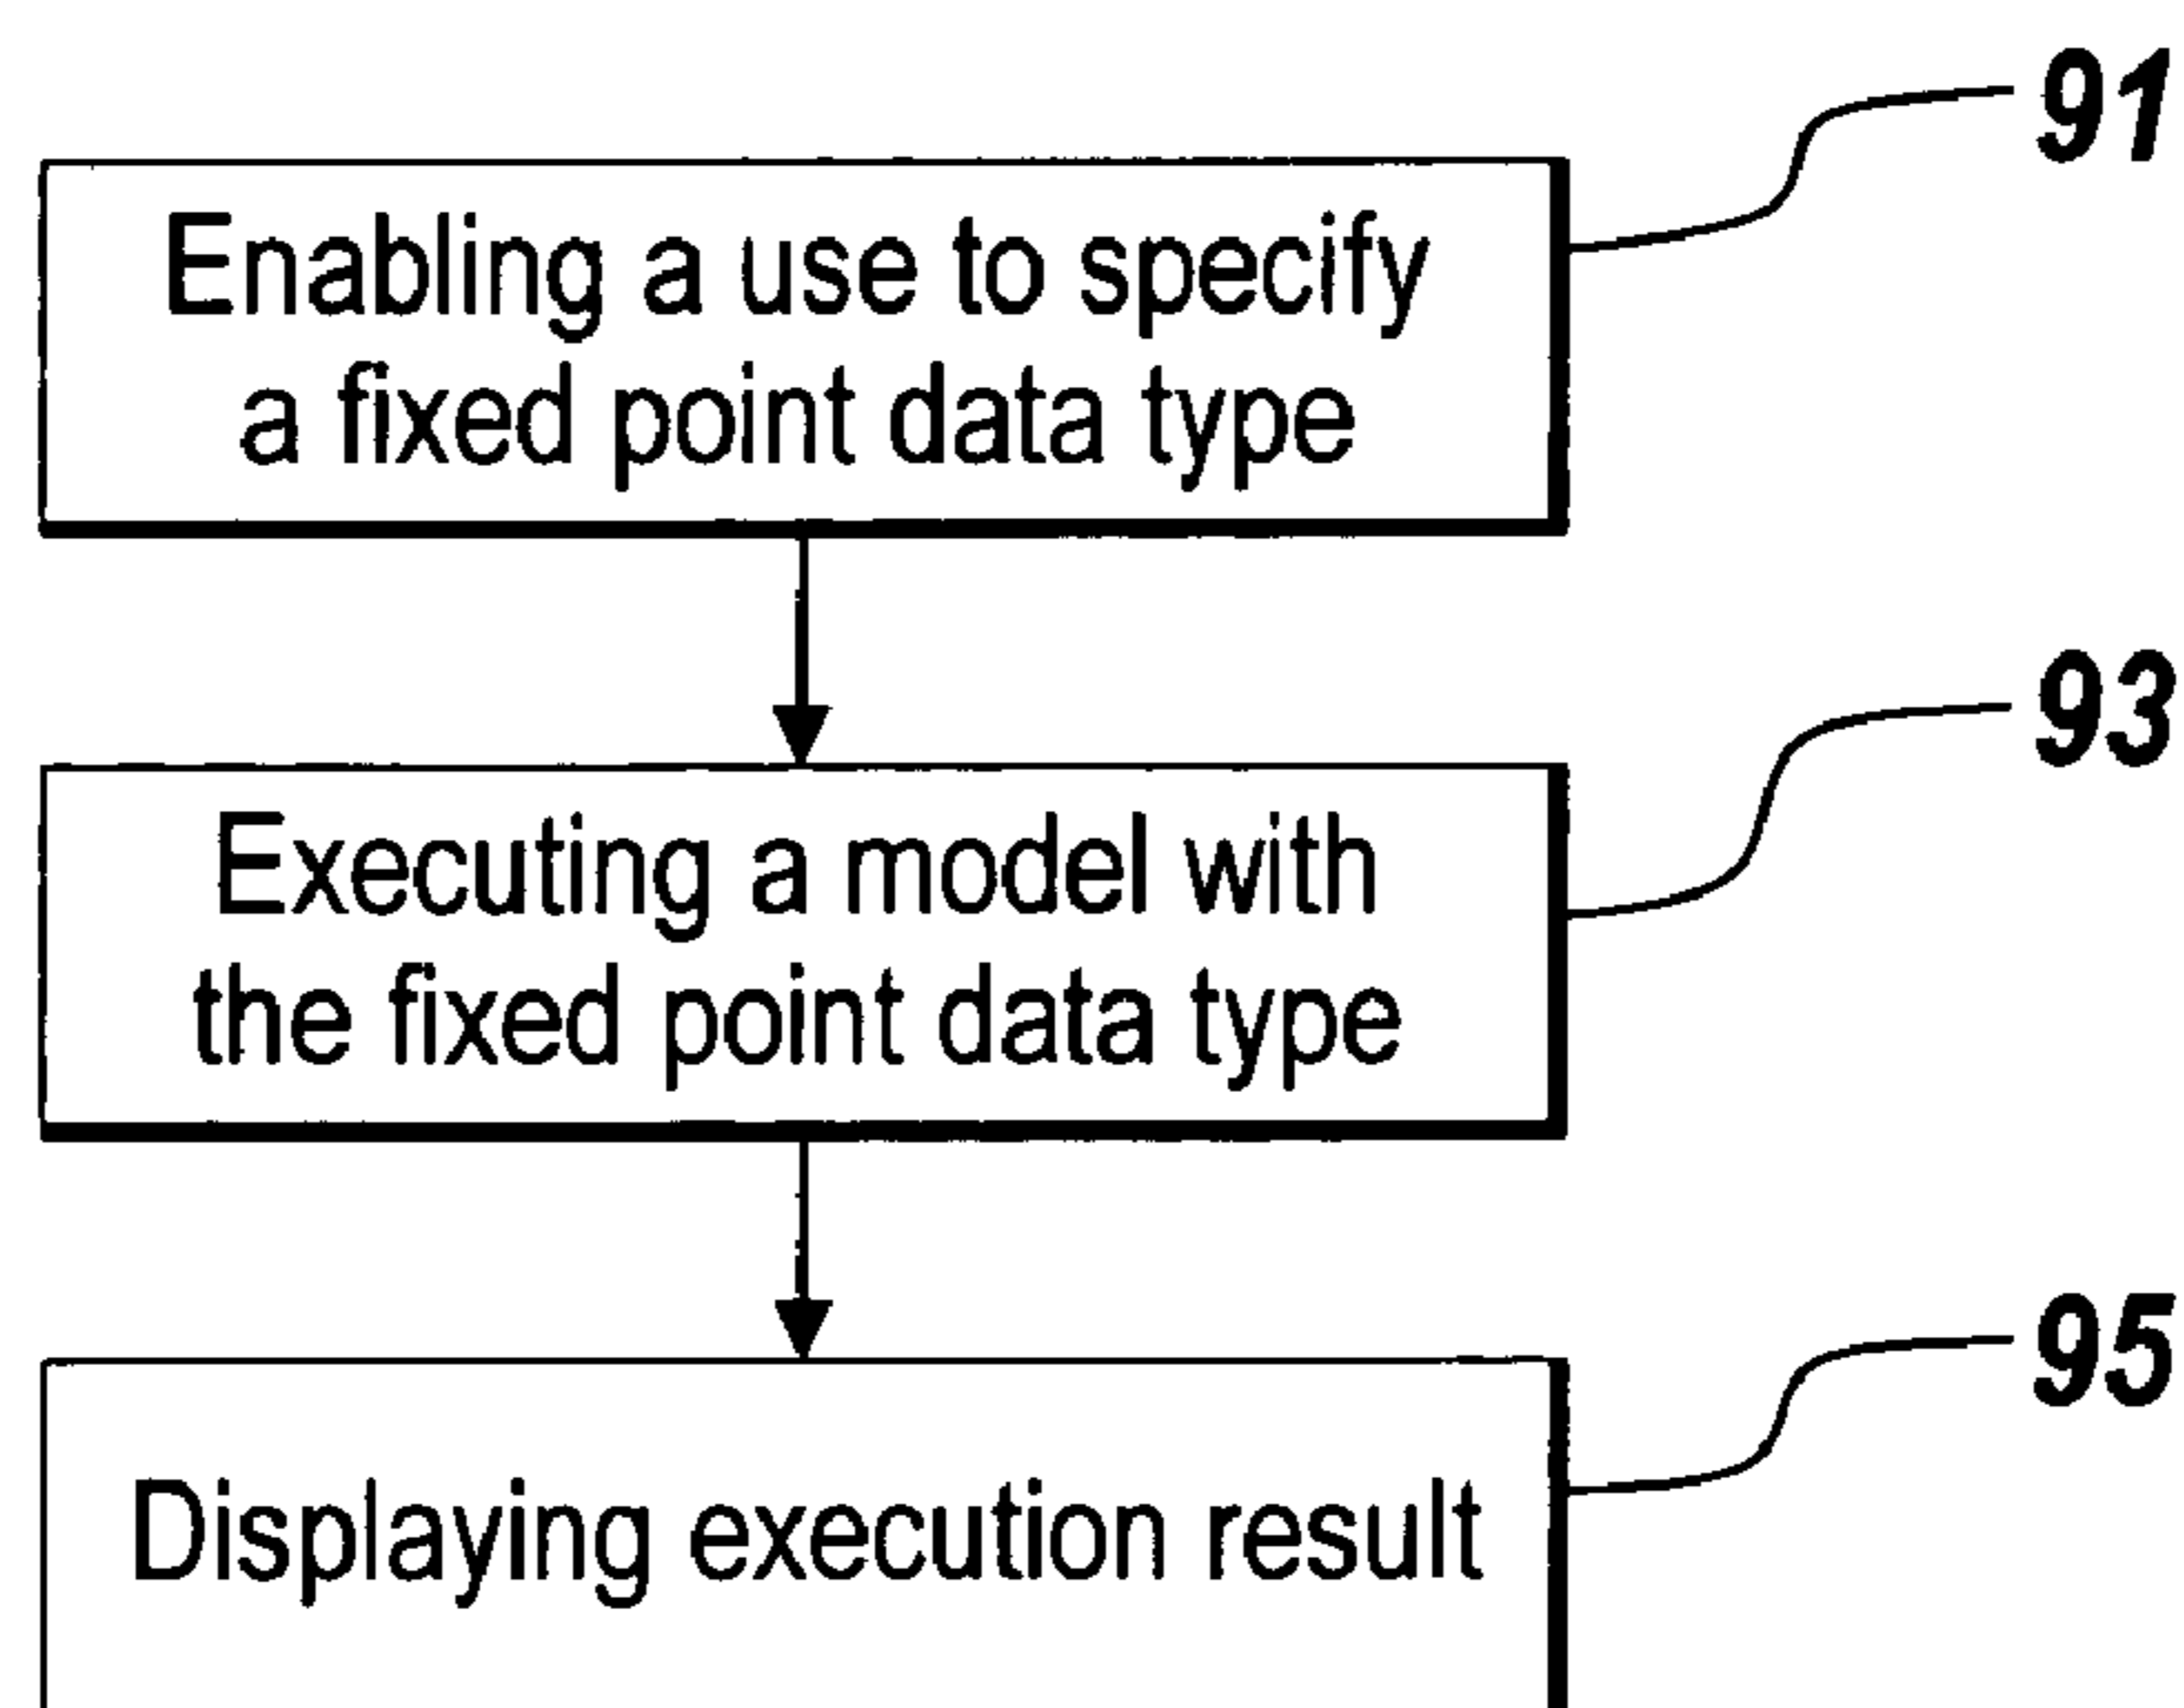 91
Enabling a use to specify
a fixed point data type
93
Executing a model with
the fixed point data type
95
Displaying execution result